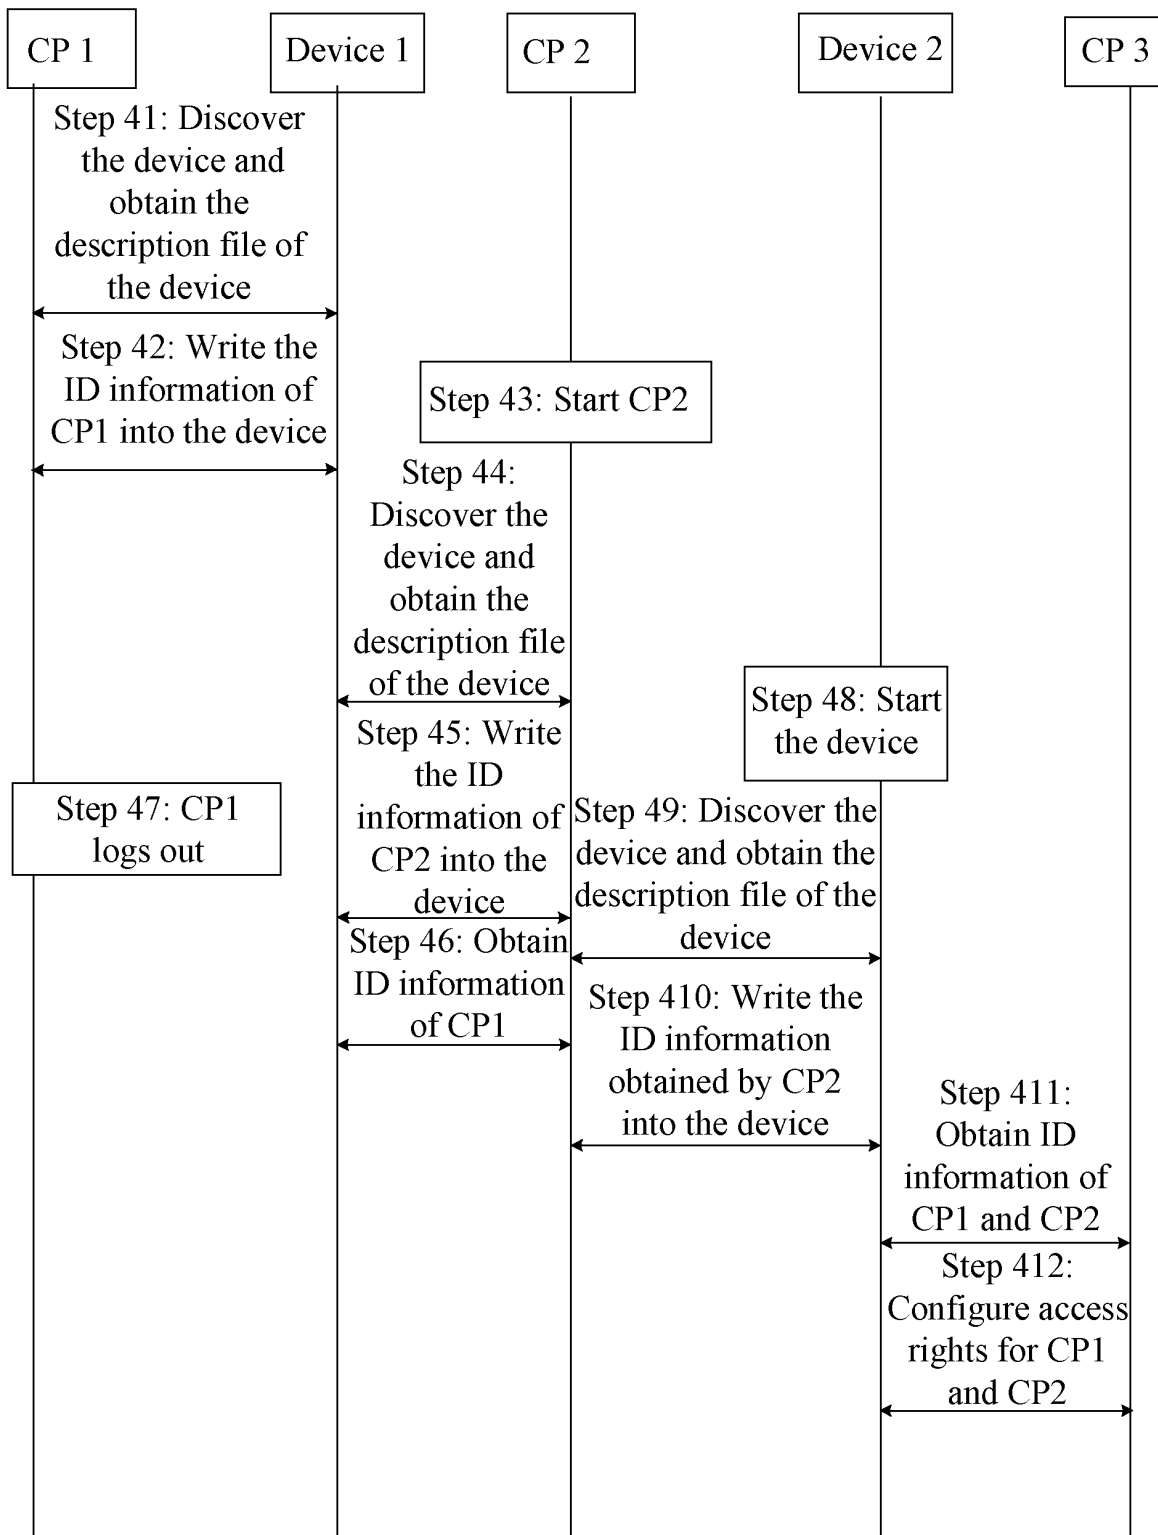 CP 1
Device 1
CP 2
Device 2
CP 3
Step 41: Discover
the device and
obtain the
description file of
the device
Step 42: Write the
ID information of
CP1 into the device
Step 43: Start CP2
Step 44:
Discover the
device and
obtain the
description file
of the device
Step 45: Write
the ID
information of
CP2 into the
device
Step 46: Obtain
ID information
of CP1
Step 47: CP1
logs out
Step 48: Start
the device
Step 49: Discover the
device and obtain the
description file of the
device
Step 410: Write the
ID information
obtained by CP2
into the device
Step 411:
Obtain ID
information of
CP1 and CP2
Step 412:
Configure access
rights for CP1
and CP2